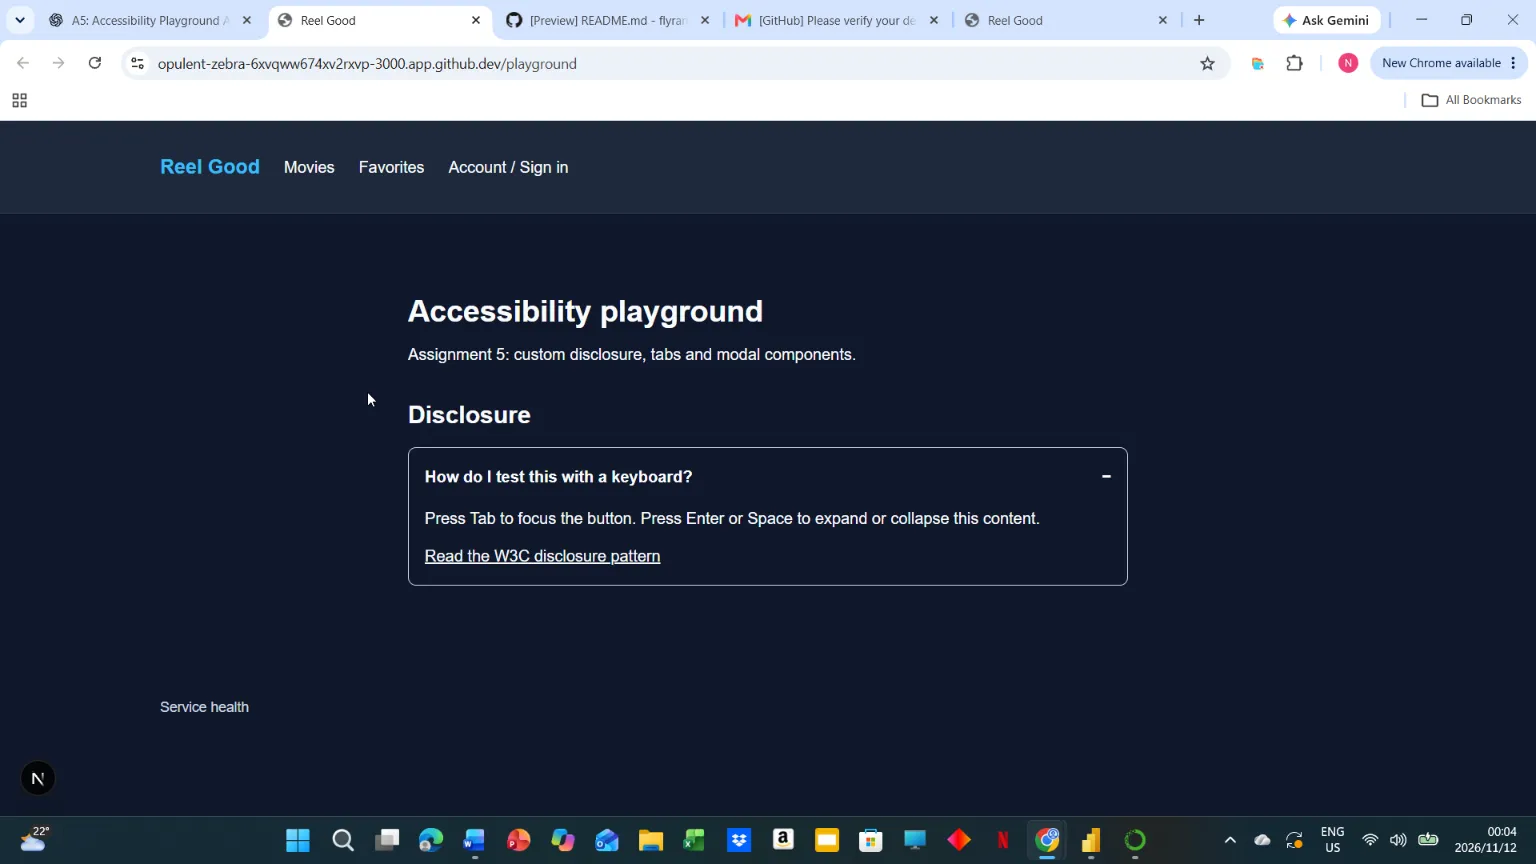 A5: Accessibility Playground A
Reel Good
[Preview] README.md - flyra
[GitHub] Please verify your de
Reel Good
Ask Gemini
opulent-zebra-6xvqww674xv2rxvp-3000.app.github.dev/playground
N
New Chrome available
All Bookmarks
Reel Good Movies Favorites Account / Sign in
Accessibility playground
Assignment 5: custom disclosure, tabs and modal components.
Disclosure
How do I test this with a keyboard? −
Press Tab to focus the button. Press Enter or Space to expand or collapse this content.
Read the W3C disclosure pattern
Service health
N
22°
ENG
US
00:04
2026/11/12